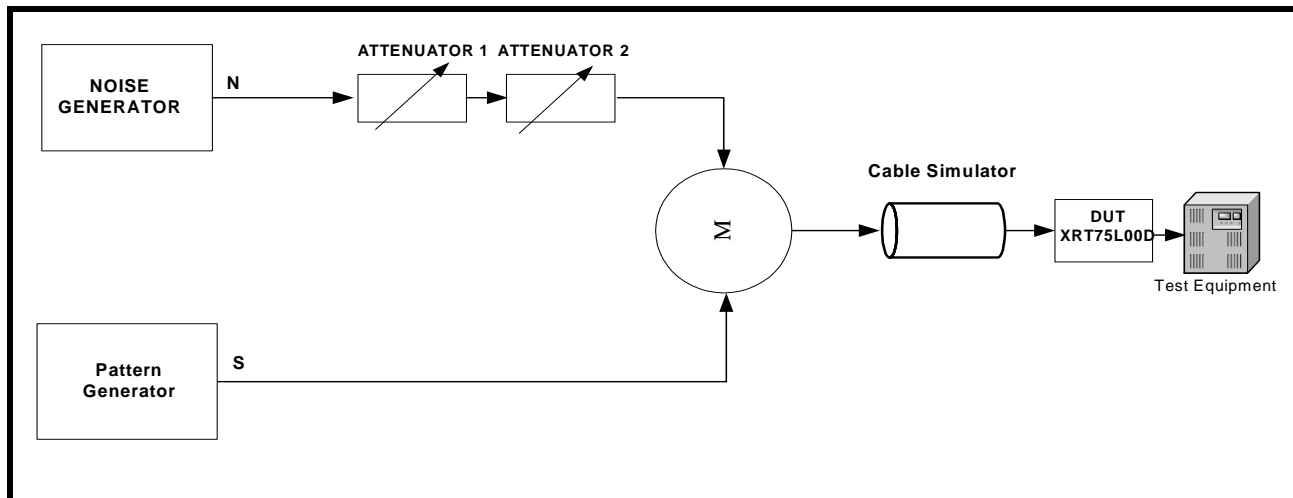 ATTENUATOR 1 ATTENUATOR 2
NOISE
GENERATOR
N
M
Cable Simulator
DUT
XRT75L00D
Test Equipment
Pattern
Generator
S